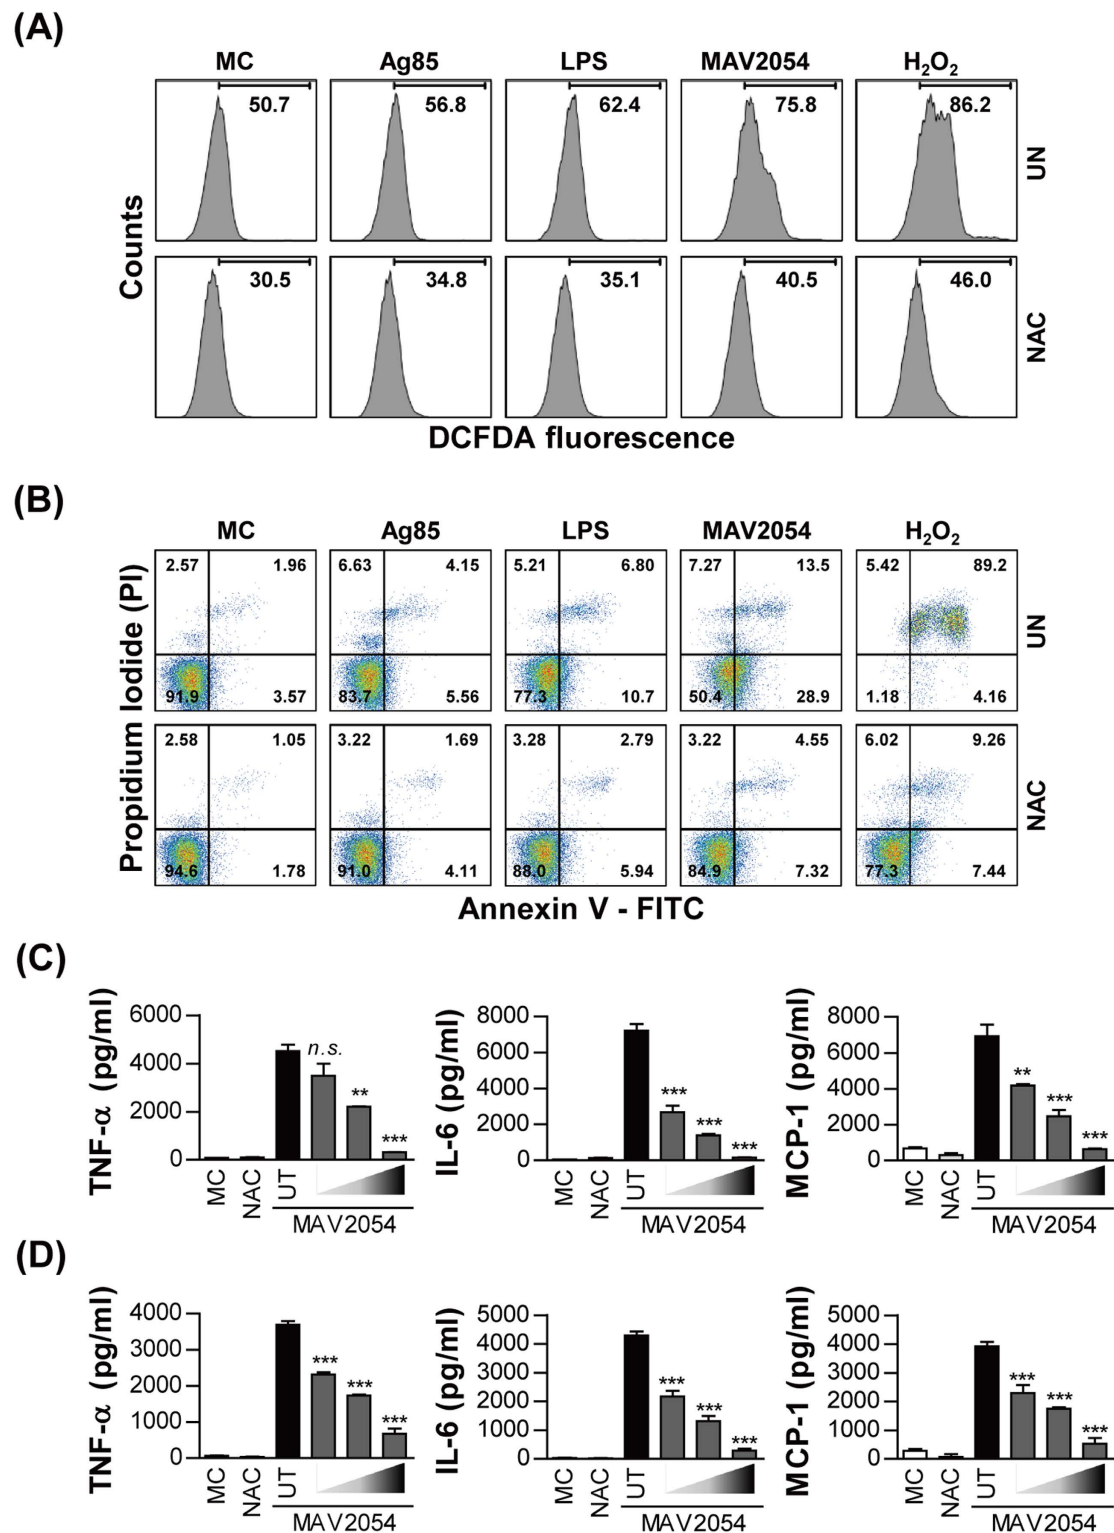 (A)
MC Ag85 LPS MAV2054 H₂O₂
50.7 56.8 62.4 75.8 86.2
UN
Counts
30.5 34.8 35.1 40.5 46.0
NAC
DCFDA fluorescence
(B)
MC Ag85 LPS MAV2054 H₂O₂
2.57 1.96 6.63 4.15 5.21 6.80 7.27 13.5 5.42 89.2
UN
91.9 3.57 83.7 5.56 77.3 10.7 50.4 28.9 1.18 4.16
Propidium Iodide (PI)
2.58 1.05 3.22 1.69 3.28 2.79 3.22 4.55 6.02 9.26
NAC
94.6 1.78 91.0 4.11 88.0 5.94 84.9 7.32 77.3 7.44
Annexin V - FITC
(C)
TNF-α (pg/ml)
6000
4000
2000
0
n.s.
**
***
MC NAC UT
MAV2054
IL-6 (pg/ml)
8000
6000
4000
2000
0
***
***
***
MC NAC UT
MAV2054
MCP-1 (pg/ml)
8000
6000
4000
2000
0
**
***
***
MC NAC UT
MAV2054
(D)
TNF-α (pg/ml)
4000
3000
2000
1000
0
***
***
***
MC NAC UT
MAV2054
IL-6 (pg/ml)
5000
4000
3000
2000
1000
0
***
***
***
MC NAC UT
MAV2054
MCP-1 (pg/ml)
5000
4000
3000
2000
1000
0
***
***
***
MC NAC UT
MAV2054